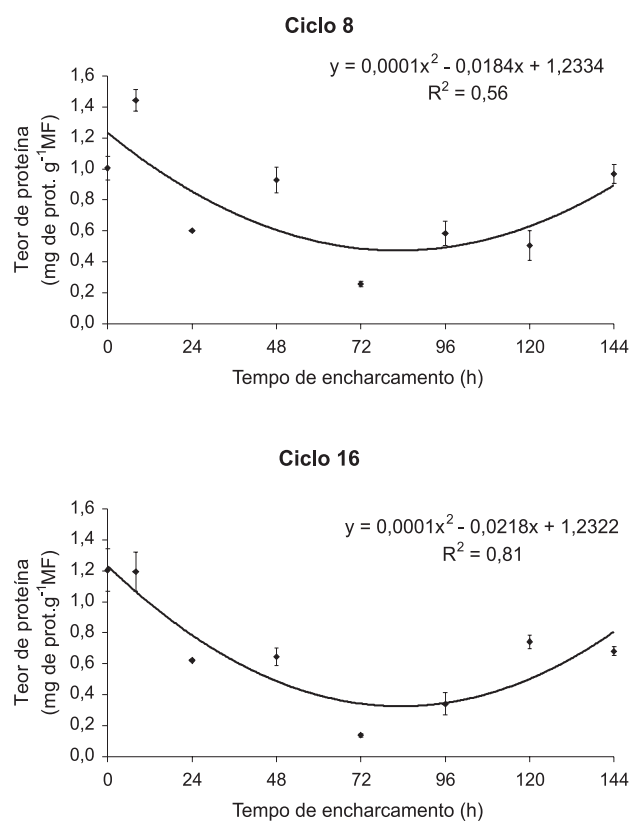 Ciclo 8
y = 0,0001x² - 0,0184x + 1,2334
R² = 0,56
Teor de proteína
(mg de prot. g⁻¹MF)
1,6
1,4
1,2
1,0
0,8
0,6
0,4
0,2
0,0
0 24 48 72 96 120 144
Tempo de encharcamento (h)
Ciclo 16
y = 0,0001x² - 0,0218x + 1,2322
R² = 0,81
Teor de proteína
(mg de prot.g⁻¹MF)
1,6
1,4
1,2
1,0
0,8
0,6
0,4
0,2
0,0
0 24 48 72 96 120 144
Tempo de encharcamento (h)